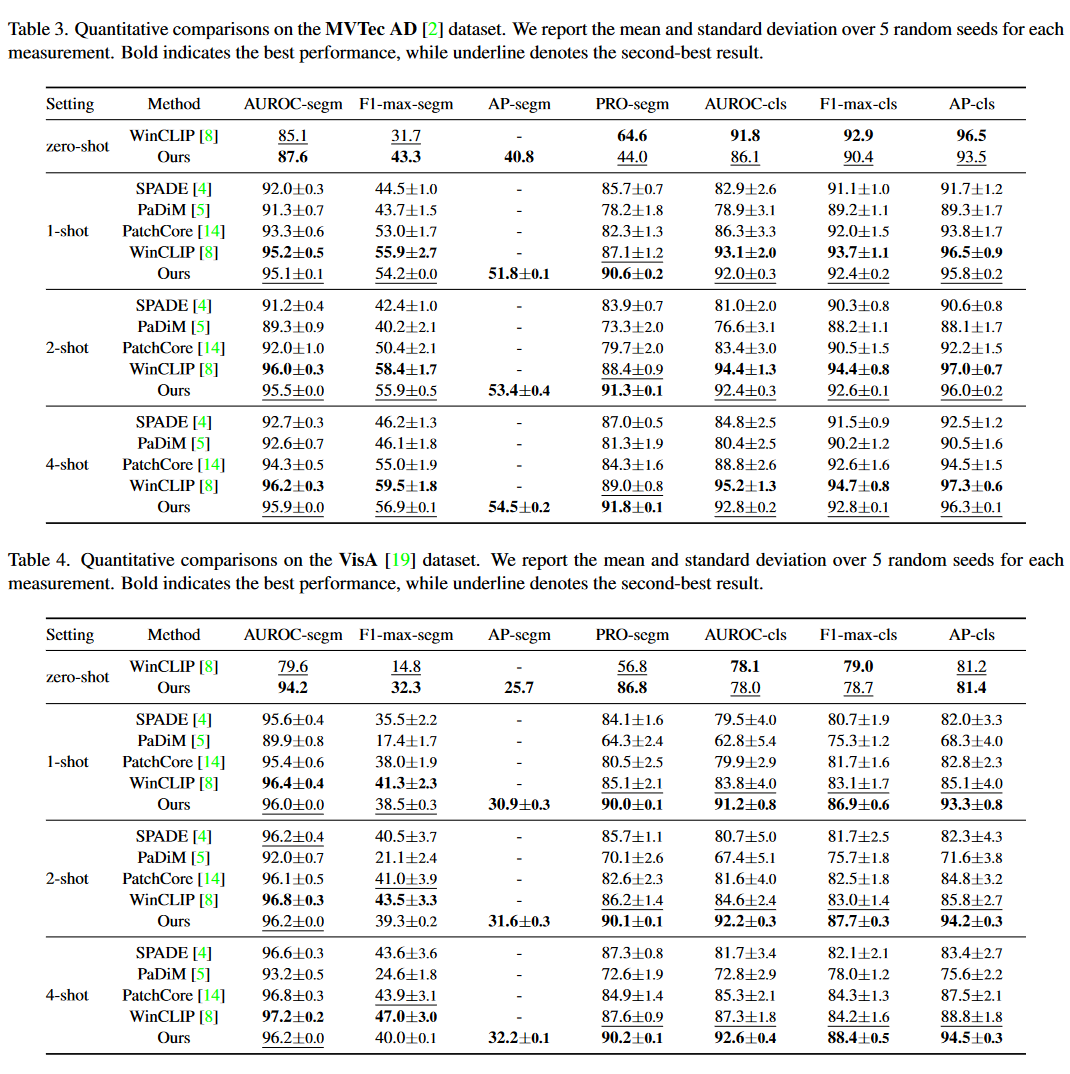 Table 3. Quantitative comparisons on the MVTec AD [2] dataset. We report the mean and standard deviation over 5 random seeds for each
measurement. Bold indicates the best performance, while underline denotes the second-best result.
Setting Method AUROC-segm F1-max-segm AP-segm PRO-segm AUROC-cls F1-max-cls AP-cls
zero-shot WinCLIP [8] 85.1 31.7 - 64.6 91.8 92.9 96.5
Ours 87.6 43.3 40.8 44.0 86.1 90.4 93.5
SPADE [4] 92.0±0.3 44.5±1.0 - 85.7±0.7 82.9±2.6 91.1±1.0 91.7±1.2
PaDiM [5] 91.3±0.7 43.7±1.5 - 78.2±1.8 78.9±3.1 89.2±1.1 89.3±1.7
1-shot PatchCore [14] 93.3±0.6 53.0±1.7 - 82.3±1.3 86.3±3.3 92.0±1.5 93.8±1.7
WinCLIP [8] 95.2±0.5 55.9±2.7 - 87.1±1.2 93.1±2.0 93.7±1.1 96.5±0.9
Ours 95.1±0.1 54.2±0.0 51.8±0.1 90.6±0.2 92.0±0.3 92.4±0.2 95.8±0.2
SPADE [4] 91.2±0.4 42.4±1.0 - 83.9±0.7 81.0±2.0 90.3±0.8 90.6±0.8
PaDiM [5] 89.3±0.9 40.2±2.1 - 73.3±2.0 76.6±3.1 88.2±1.1 88.1±1.7
2-shot PatchCore [14] 92.0±1.0 50.4±2.1 - 79.7±2.0 83.4±3.0 90.5±1.5 92.2±1.5
WinCLIP [8] 96.0±0.3 58.4±1.7 - 88.4±0.9 94.4±1.3 94.4±0.8 97.0±0.7
Ours 95.5±0.0 55.9±0.5 53.4±0.4 91.3±0.1 92.4±0.3 92.6±0.1 96.0±0.2
SPADE [4] 92.7±0.3 46.2±1.3 - 87.0±0.5 84.8±2.5 91.5±0.9 92.5±1.2
PaDiM [5] 92.6±0.7 46.1±1.8 - 81.3±1.9 80.4±2.5 90.2±1.2 90.5±1.6
4-shot PatchCore [14] 94.3±0.5 55.0±1.9 - 84.3±1.6 88.8±2.6 92.6±1.6 94.5±1.5
WinCLIP [8] 96.2±0.3 59.5±1.8 - 89.0±0.8 95.2±1.3 94.7±0.8 97.3±0.6
Ours 95.9±0.0 56.9±0.1 54.5±0.2 91.8±0.1 92.8±0.2 92.8±0.1 96.3±0.1
Table 4. Quantitative comparisons on the VisA [19] dataset. We report the mean and standard deviation over 5 random seeds for each
measurement. Bold indicates the best performance, while underline denotes the second-best result.
Setting Method AUROC-segm F1-max-segm AP-segm PRO-segm AUROC-cls F1-max-cls AP-cls
zero-shot WinCLIP [8] 79.6 14.8 - 56.8 78.1 79.0 81.2
Ours 94.2 32.3 25.7 86.8 78.0 78.7 81.4
SPADE [4] 95.6±0.4 35.5±2.2 - 84.1±1.6 79.5±4.0 80.7±1.9 82.0±3.3
PaDiM [5] 89.9±0.8 17.4±1.7 - 64.3±2.4 62.8±5.4 75.3±1.2 68.3±4.0
1-shot PatchCore [14] 95.4±0.6 38.0±1.9 - 80.5±2.5 79.9±2.9 81.7±1.6 82.8±2.3
WinCLIP [8] 96.4±0.4 41.3±2.3 - 85.1±2.1 83.8±4.0 83.1±1.7 85.1±4.0
Ours 96.0±0.0 38.5±0.3 30.9±0.3 90.0±0.1 91.2±0.8 86.9±0.6 93.3±0.8
SPADE [4] 96.2±0.4 40.5±3.7 - 85.7±1.1 80.7±5.0 81.7±2.5 82.3±4.3
PaDiM [5] 92.0±0.7 21.1±2.4 - 70.1±2.6 67.4±5.1 75.7±1.8 71.6±3.8
2-shot PatchCore [14] 96.1±0.5 41.0±3.9 - 82.6±2.3 81.6±4.0 82.5±1.8 84.8±3.2
WinCLIP [8] 96.8±0.3 43.5±3.3 - 86.2±1.4 84.6±2.4 83.0±1.4 85.8±2.7
Ours 96.2±0.0 39.3±0.2 31.6±0.3 90.1±0.1 92.2±0.3 87.7±0.3 94.2±0.3
SPADE [4] 96.6±0.3 43.6±3.6 - 87.3±0.8 81.7±3.4 82.1±2.1 83.4±2.7
PaDiM [5] 93.2±0.5 24.6±1.8 - 72.6±1.9 72.8±2.9 78.0±1.2 75.6±2.2
4-shot PatchCore [14] 96.8±0.3 43.9±3.1 - 84.9±1.4 85.3±2.1 84.3±1.3 87.5±2.1
WinCLIP [8] 97.2±0.2 47.0±3.0 - 87.6±0.9 87.3±1.8 84.2±1.6 88.8±1.8
Ours 96.2±0.0 40.0±0.1 32.2±0.1 90.2±0.1 92.6±0.4 88.4±0.5 94.5±0.3